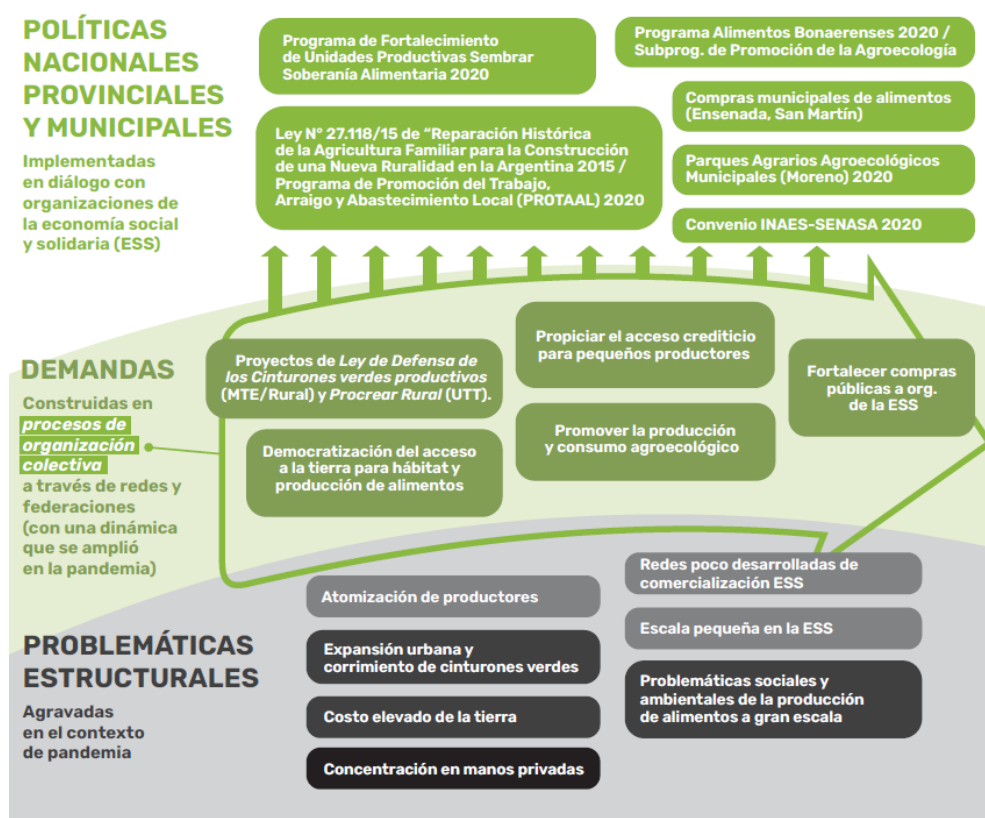 POLÍTICAS
NACIONALES
PROVINCIALES
Y MUNICIPALES
Implementadas
en diálogo con
organizaciones de
la economía social
y solidaria (ESS)
Programa de Fortalecimiento
de Unidades Productivas Sembrar
Soberanía Alimentaria 2020
Ley N° 27.118/15 de “Reparación Histórica
de la Agricultura Familiar para la Construcción
de una Nueva Ruralidad en la Argentina 2015 /
Programa de Promoción del Trabajo,
Arraigo y Abastecimiento Local (PROTAAL) 2020
Programa Alimentos Bonaerenses 2020 /
Subprog. de Promoción de la Agroecología
Compras municipales de alimentos
(Ensenada, San Martín)
Parques Agrarios Agroecológicos
Municipales (Moreno) 2020
Convenio INAES-SENASA 2020
DEMANDAS
Construidas en
procesos de
organización
colectiva
a través de redes y
federaciones
(con una dinámica
que se amplió
en la pandemia)
Proyectos de Ley de Defensa de
los Cinturones verdes productivos
(MTE/Rural) y Procrear Rural (UTT).
Democratización del acceso
a la tierra para hábitat y
producción de alimentos
Propiciar el acceso crediticio
para pequeños productores
Promover la producción
y consumo agroecológico
Fortalecer compras
públicas a org.
de la ESS
PROBLEMÁTICAS
ESTRUCTURALES
Agravadas
en el contexto
de pandemia
Atomización de productores
Expansión urbana y
corrimiento de cinturones verdes
Costo elevado de la tierra
Concentración en manos privadas
Redes poco desarrolladas de
comercialización ESS
Escala pequeña en la ESS
Problemáticas sociales y
ambientales de la producción
de alimentos a gran escala